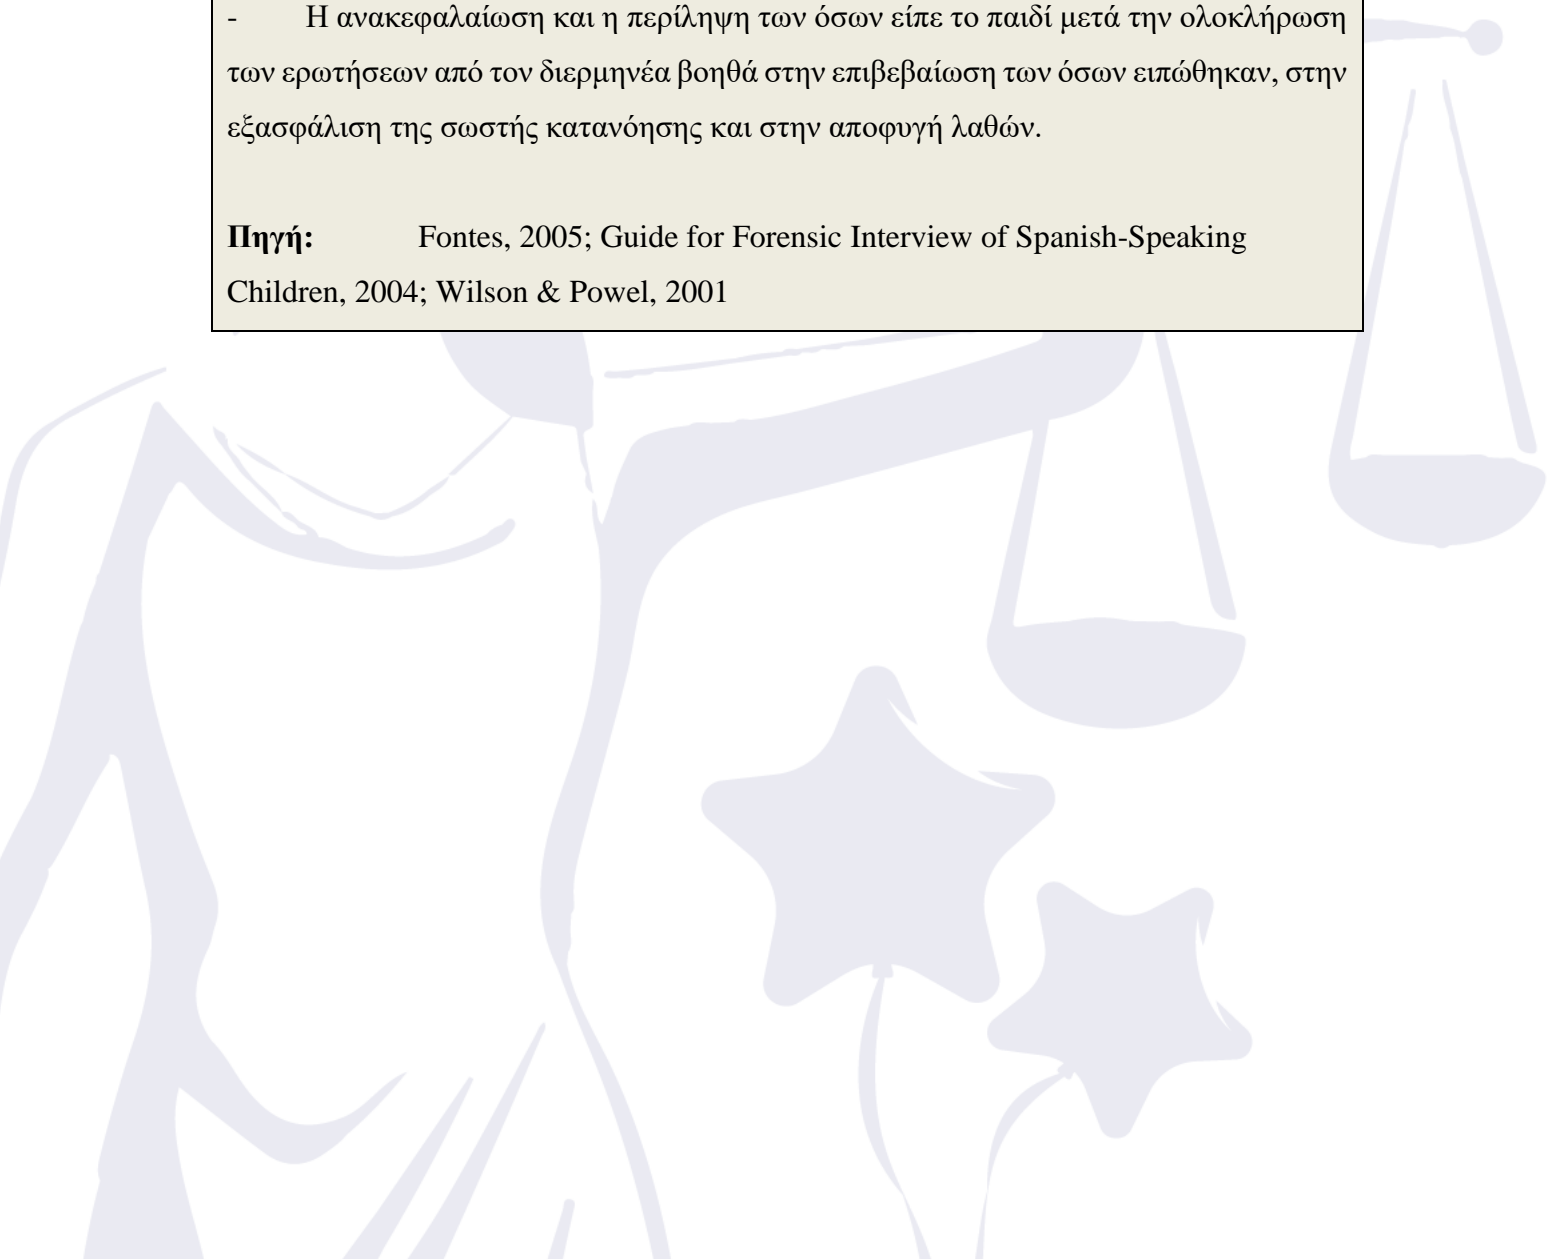 - Η ανακεφαλαίωση και η περίληψη των όσων είπε το παιδί μετά την ολοκλήρωση
των ερωτήσεων από τον διερμηνέα βοηθά στην επιβεβαίωση των όσων ειπώθηκαν, στην
εξασφάλιση της σωστής κατανόησης και στην αποφυγή λαθών.
Πηγή: Fontes, 2005; Guide for Forensic Interview of Spanish-Speaking
Children, 2004; Wilson & Powel, 2001